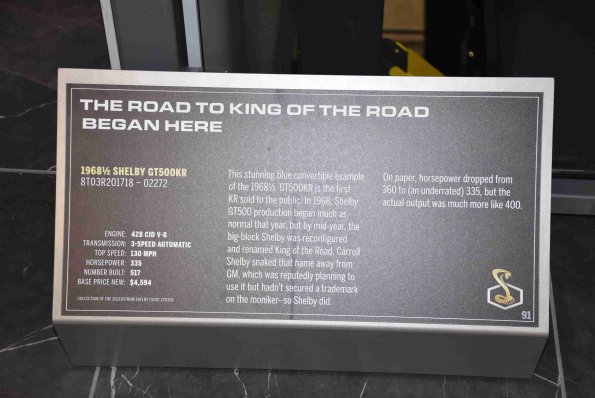 THE ROAD TO KING OF THE ROAD
BEGAN HERE
1968½ SHELBY GT500KR
8T03R201718 - 02272
ENGINE: 428 CID V-8
TRANSMISSION: 3-SPEED AUTOMATIC
TOP SPEED: 130 MPH
HORSEPOWER: 335
NUMBER BUILT: 517
BASE PRICE NEW: $4,594
COLLECTION OF THE SEGERSTROM SHELBY EVENT CENTER
This stunning blue convertible example
of the 1968½ GT500KR is the first
KR sold to the public. In 1968, Shelby
GT500 production began much as
normal that year, but by mid-year, the
big-block Shelby was reconfigured
and renamed King of the Road. Carroll
Shelby snaked that name away from
GM, which was reputedly planning to
use it but hadn't secured a trademark
on the moniker--so Shelby did.
On paper, horsepower dropped from
360 to (an underrated) 335, but the
actual output was much more like 400.
91